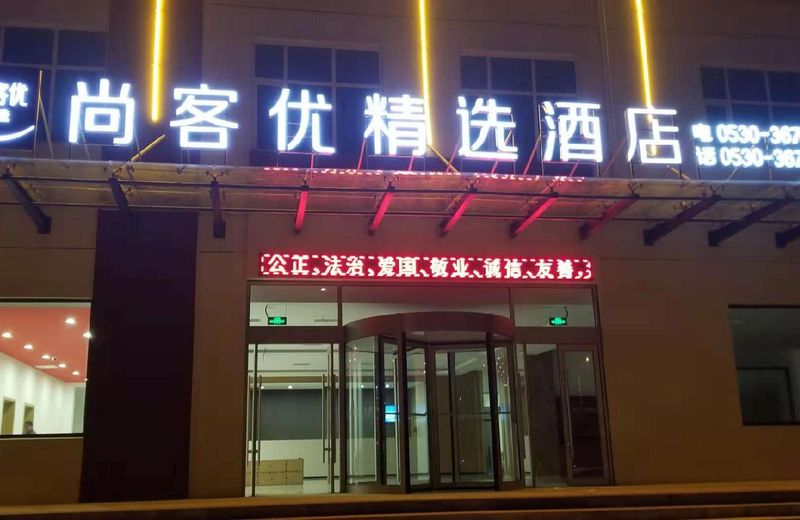 尚客优精选酒店
电 0530-367
话 0530-367
公正,法治,爱国、敬业、诚信、友善,